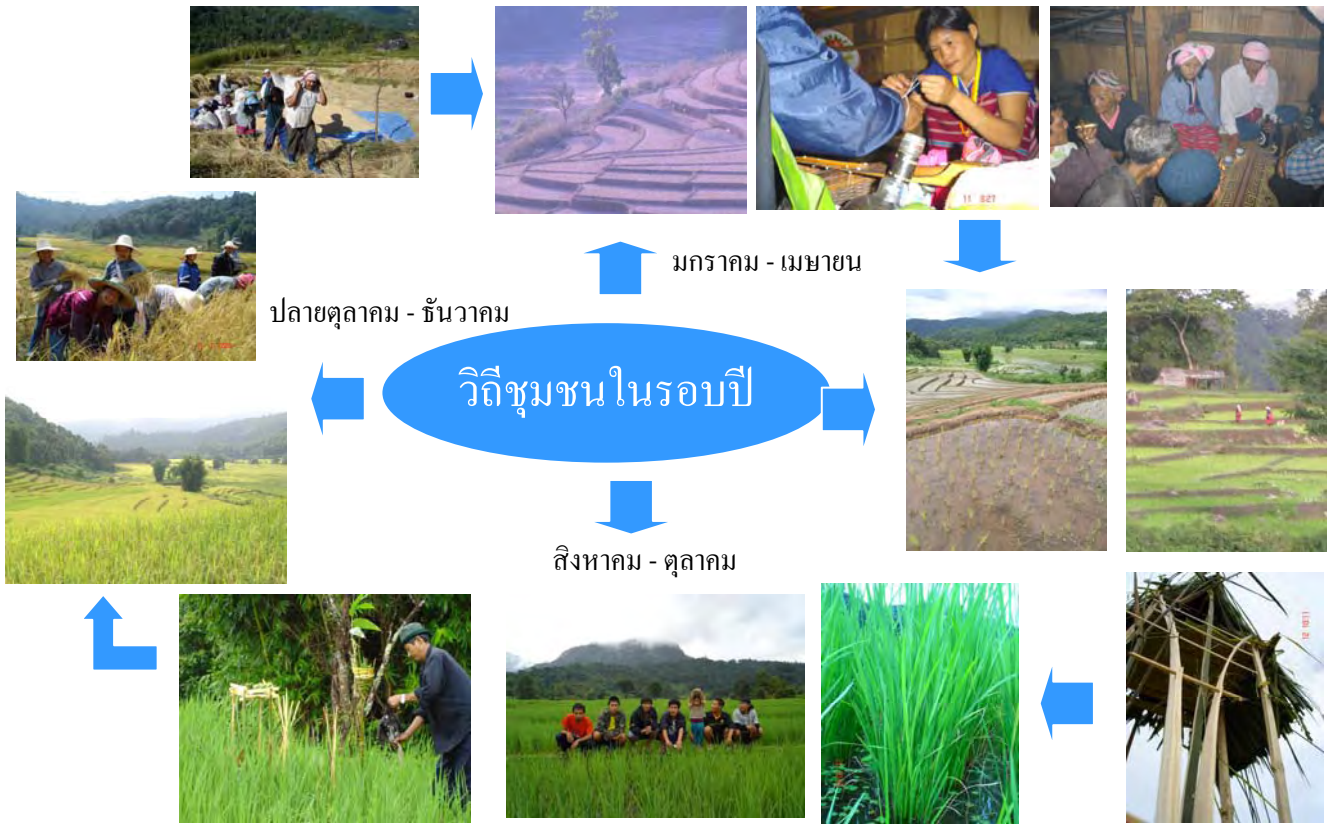 มกราคม - เมษายน
ปลายตุลาคม - ธันวาคม
วิถีชุมชนในรอบปี
สิงหาคม - ตุลาคม